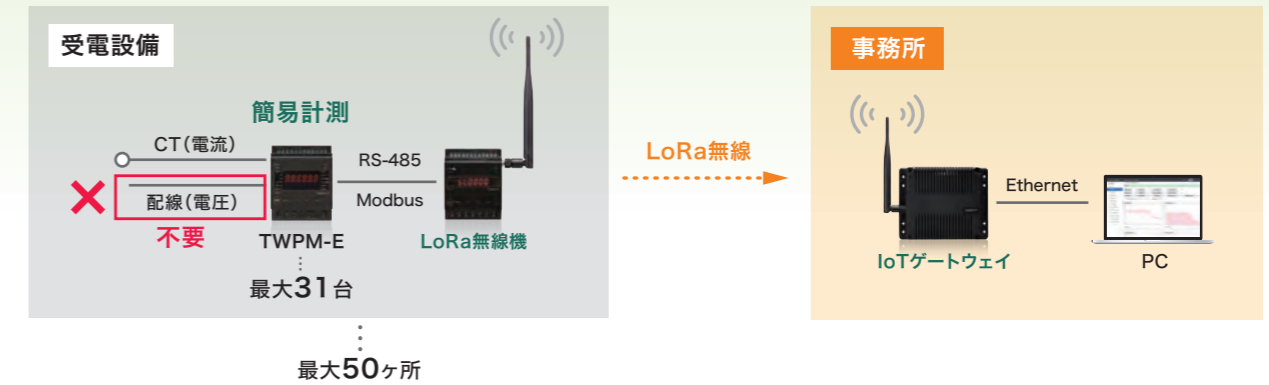 受電設備
簡易計測
CT(電流)
配線(電圧)
不要
TWPM-E
最大31台
RS-485
Modbus
LoRa無線機
最大50ヶ所
LoRa無線
事務所
IoTゲートウェイ
Ethernet
PC